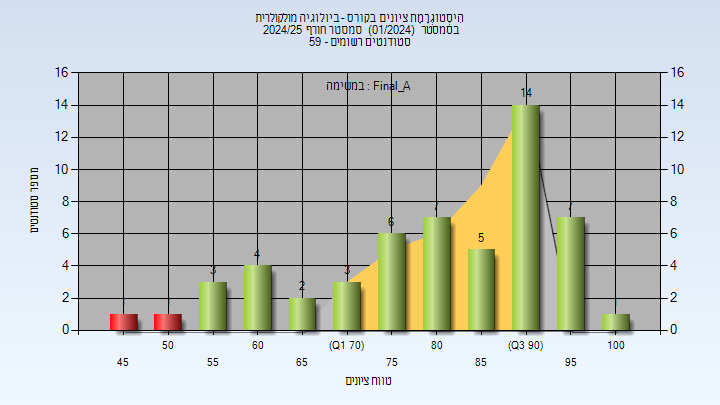 היסטוגרמת ציונים בקורס - ביולוגיה מולקולרית
בסמסטר (01/2024) סמסטר חורף 2024/25
סטודנטים רשומים - 59
במשימה : Final_A
מספר סטודנטים
16 16
14 14
12 12
10 10
8 8
6 6
4 4
2 2
0 0
3 4 2 3 6 7 5 14 7 1
50 60 (Q1 70) 80 (Q3 90) 100
45 55 65 75 85 95
טווח ציונים